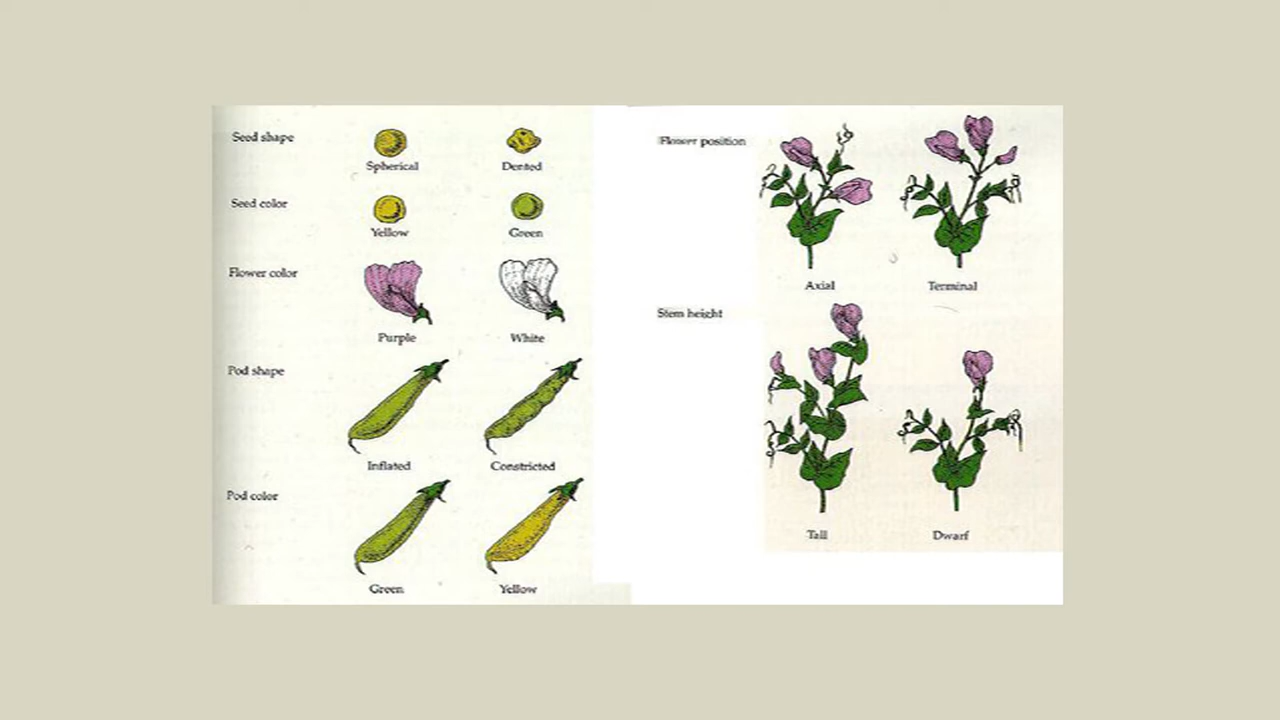 Seed shape
Spherical
Dented
Seed color
Yellow
Green
Flower color
Purple
White
Pod shape
Inflated
Constricted
Pod color
Green
Yellow
Flower position
Axial
Terminal
Stem height
Tall
Dwarf